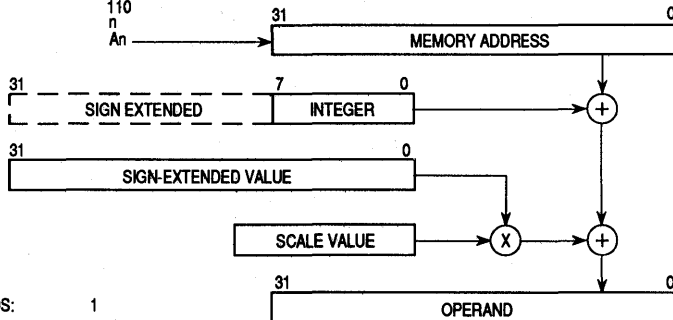 110
n
An
31 0
MEMORY ADDRESS
31 7 0
SIGN EXTENDED INTEGER
31 0
SIGN-EXTENDED VALUE
SCALE VALUE X
31 0
S: 1
OPERAND